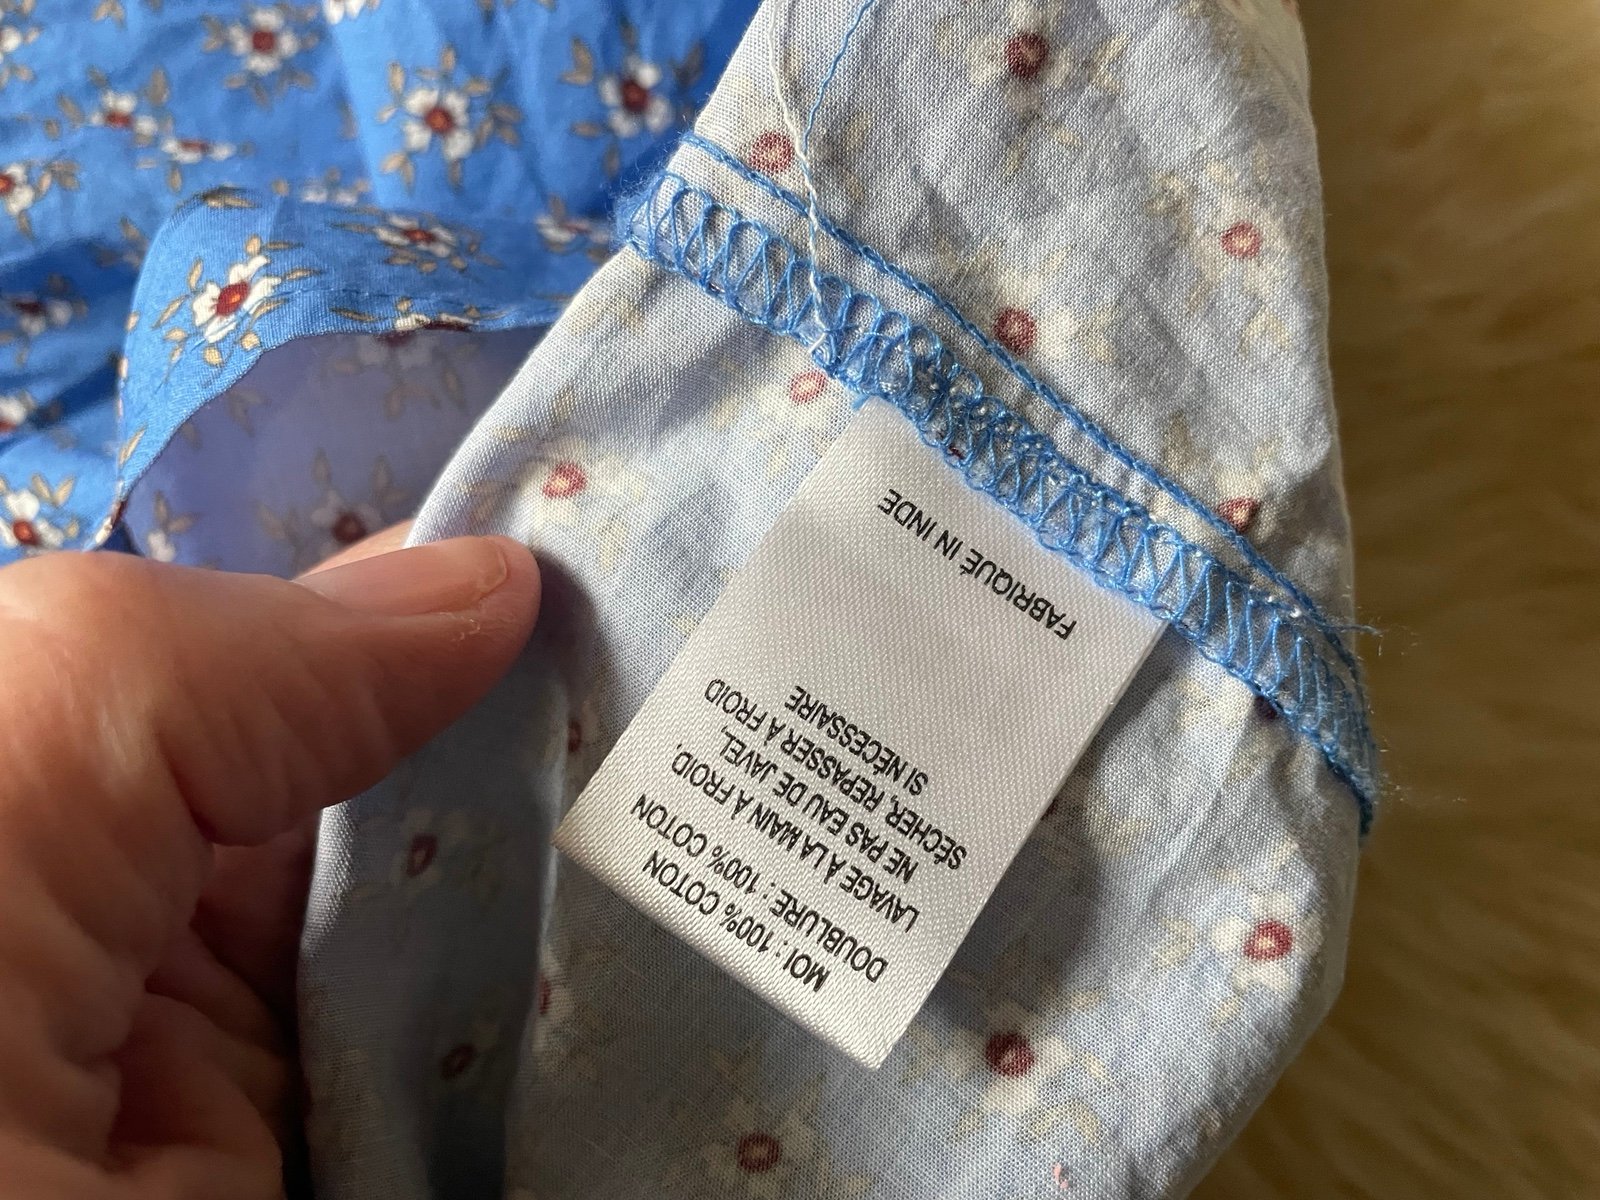 MOI : 100% COTON
DOUBLURE : 100% COTON
LAVAGE À LA MAIN À FROID,
NE PAS EAU DE JAVEL,
SÉCHER, REPASSER À FROID
SI NÉCESSAIRE
FABRIQUÉ IN INDE